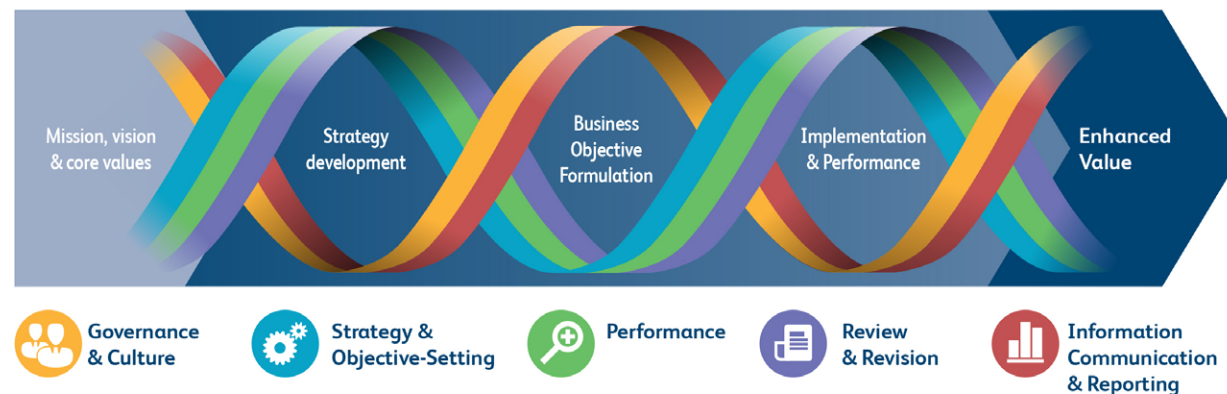 Mission, vision
& core values
Strategy
development
Business
Objective
Formulation
Implementation
& Performance
Enhanced
Value
Governance
& Culture
Strategy &
Objective-Setting
Performance
Review
& Revision
Information
Communication
& Reporting